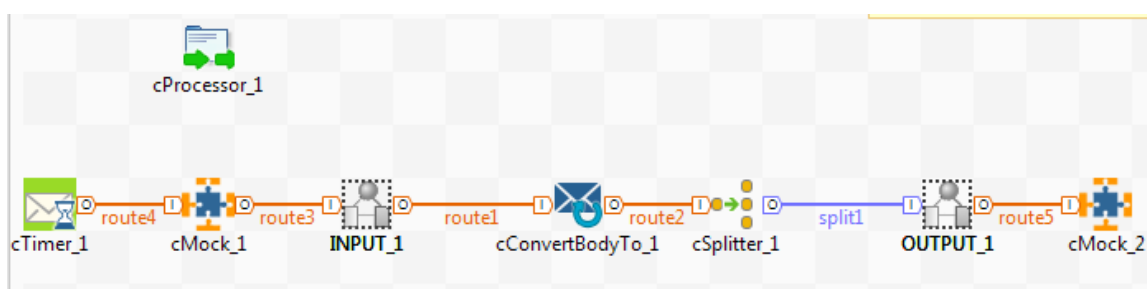 cProcessor_1
route4
route3
route1
route2
split1
route5
cTimer_1
cMock_1
INPUT_1
cConvertBodyTo_1
cSplitter_1
OUTPUT_1
cMock_2